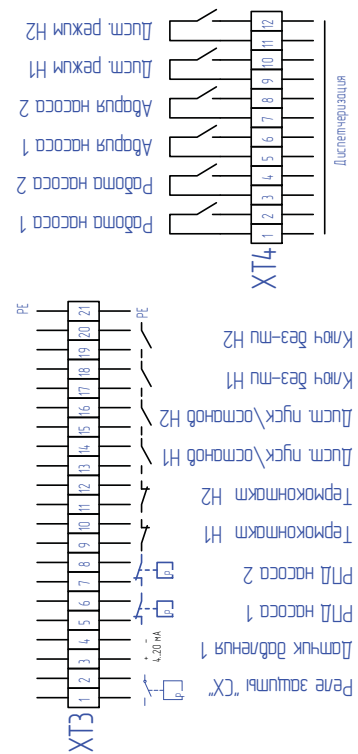 Дист. режим Н2
Дист. режим Н1
Авария насоса 2
Авария насоса 1
Работа насоса 2
Работа насоса 1
12
11
10
9
8
7
6
5
4
3
2
1
XT4
Диспетчеризация
PE
21
PE
20
19
18
17
16
15
14
13
12
11
10
9
8
7
6
5
4
3
2
1
XT3
Ключ без-ти Н2
Ключ без-ти Н1
Дист. пуск\останов Н2
Дист. пуск\останов Н1
Термоконтакт Н2
Термоконтакт Н1
P
РПД насоса 2
P
РПД насоса 1
- 
+
4..20 мА
Датчик давления 1
P
Реле защиты "СХ"